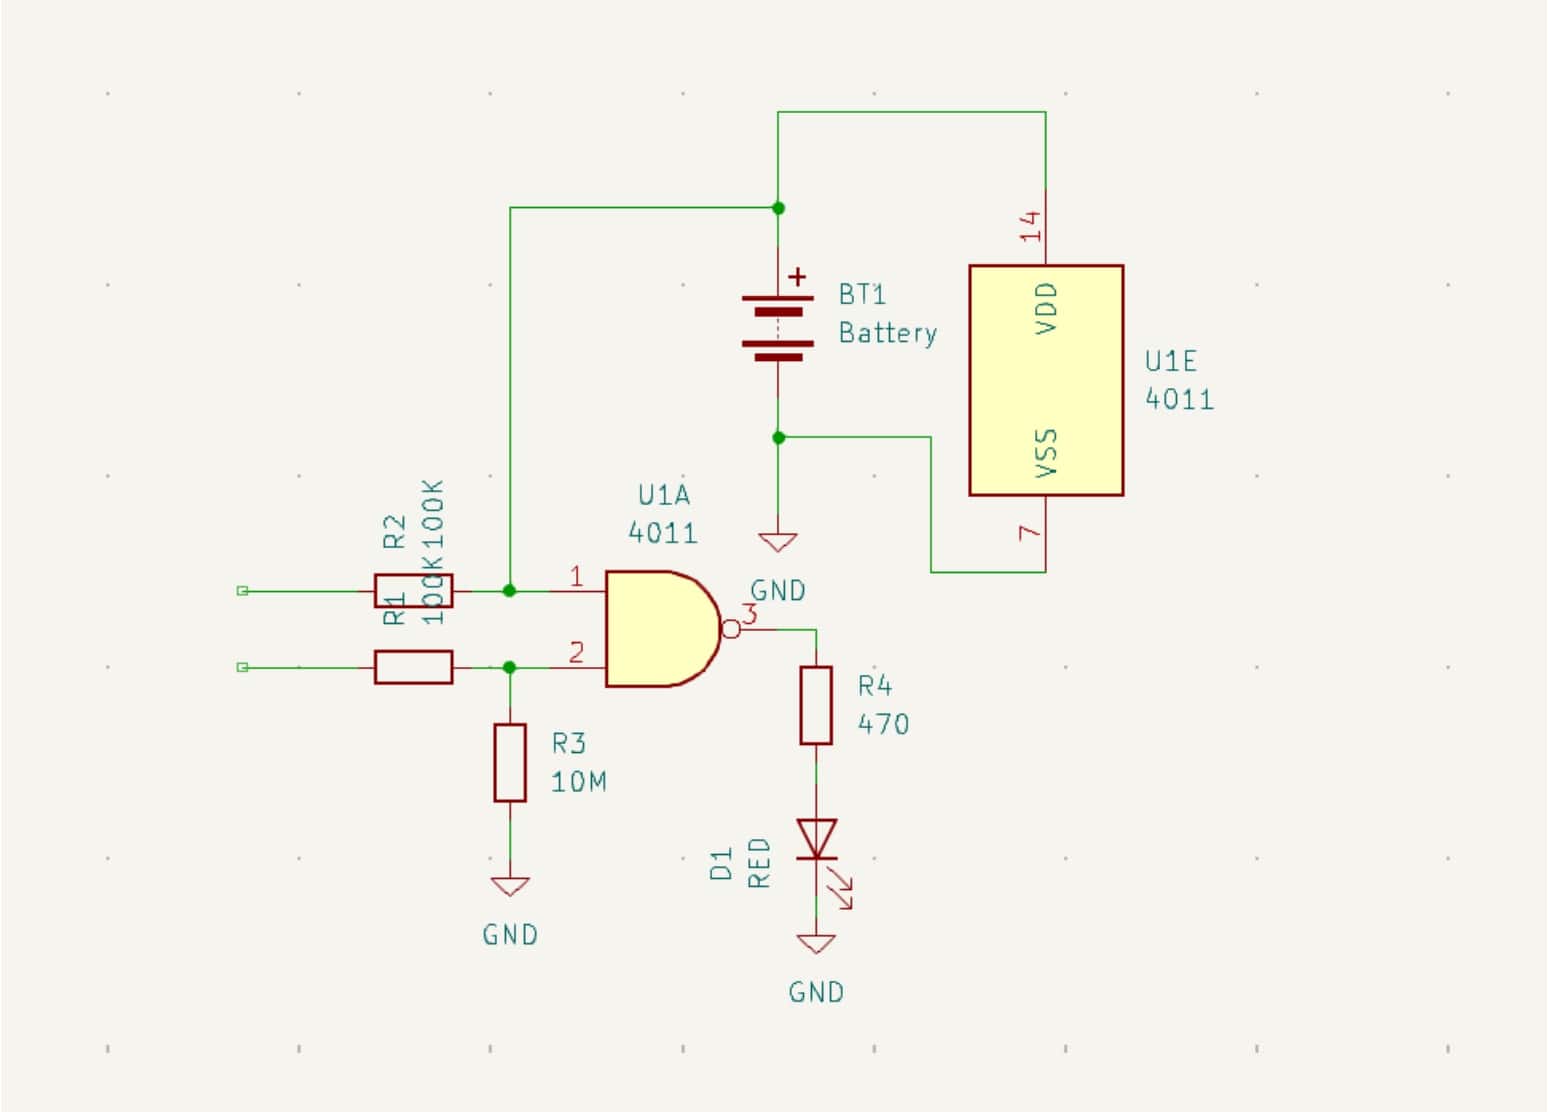 14
+
BT1
Battery
VDD
U1E
4011
VSS
7
U1A
4011
R2
100K
R1
100K
1
GND
3
2
R4
470
R3
10M
D1
RED
GND
GND